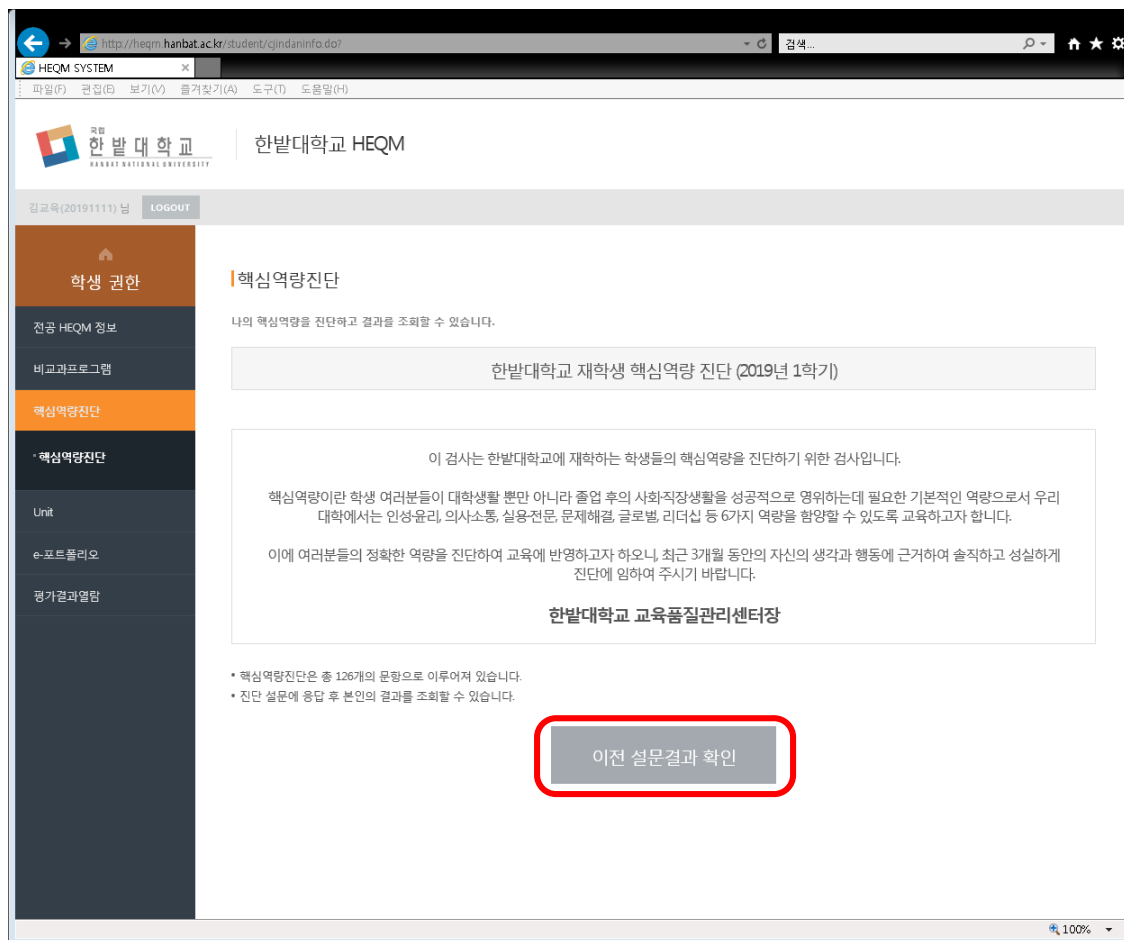 http://heqm.hanbat.ac.kr/student/cjindaninfo.do?
검색...
HEQM SYSTEM
파일(F) 편집(E) 보기(V) 즐겨찾기(A) 도구(T) 도움말(H)
국립
한밭대학교
HANBAT NATIONAL UNIVERSITY
한밭대학교 HEQM
김교육(20191111) 님 LOGOUT
학생 권한
전공 HEQM 정보
비교과프로그램
핵심역량진단
핵심역량진단
Unit
e-포트폴리오
평가결과열람
핵심역량진단
나의 핵심역량을 진단하고 결과를 조회할 수 있습니다.
한밭대학교 재학생 핵심역량 진단 (2019년 1학기)
이 검사는 한밭대학교에 재학하는 학생들의 핵심역량을 진단하기 위한 검사입니다.
핵심역량이란 학생 여러분들이 대학생활 뿐만 아니라 졸업 후의 사회·직장생활을 성공적으로 영위하는데 필요한 기본적인 역량으로서 우리
대학에서는 인성·윤리, 의사소통, 실용전문, 문제해결, 글로벌, 리더십 등 6가지 역량을 함양할 수 있도록 교육하고자 합니다.
이에 여러분들의 정확한 역량을 진단하여 교육에 반영하고자 하오니, 최근 3개월 동안의 자신의 생각과 행동에 근거하여 솔직하고 성실하게
진단에 임하여 주시기 바랍니다.
한밭대학교 교육품질관리센터장
• 핵심역량진단은 총 126개의 문항으로 이루어져 있습니다.
• 진단 설문에 응답 후 본인의 결과를 조회할 수 있습니다.
이전 설문결과 확인
100%